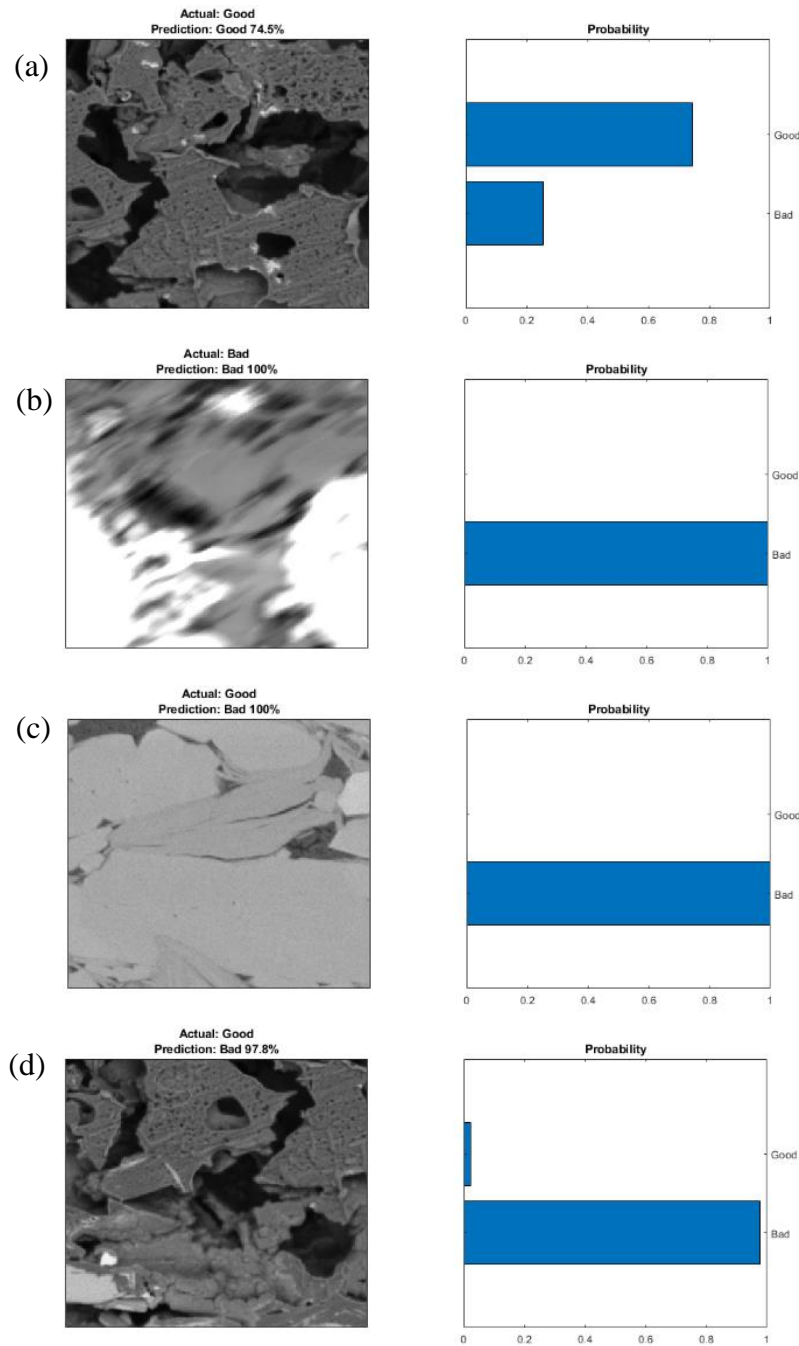 Actual: Good
Prediction: Good 74.5%
Probability
(a)
Good
Bad
0 0.2 0.4 0.6 0.8 1
Actual: Bad
Prediction: Bad 100%
Probability
(b)
Good
Bad
0 0.2 0.4 0.6 0.8 1
Actual: Good
Prediction: Bad 100%
Probability
(c)
Good
Bad
0 0.2 0.4 0.6 0.8 1
Actual: Good
Prediction: Bad 97.8%
Probability
(d)
Good
Bad
0 0.2 0.4 0.6 0.8 1